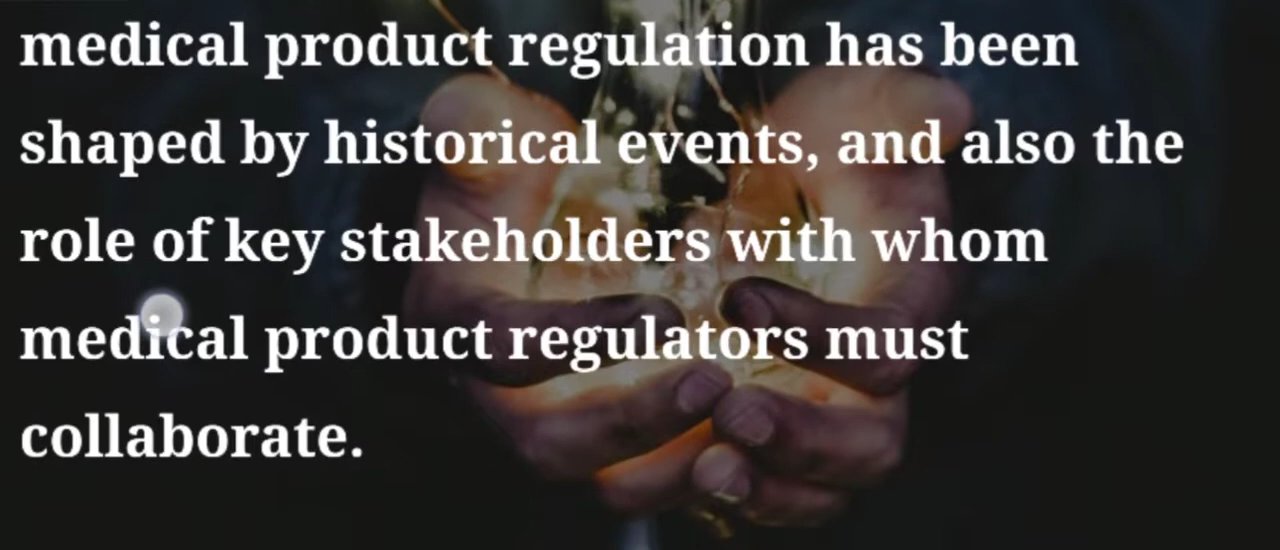 medical product regulation has been
shaped by historical events, and also the
role of key stakeholders with whom
medical product regulators must
collaborate.